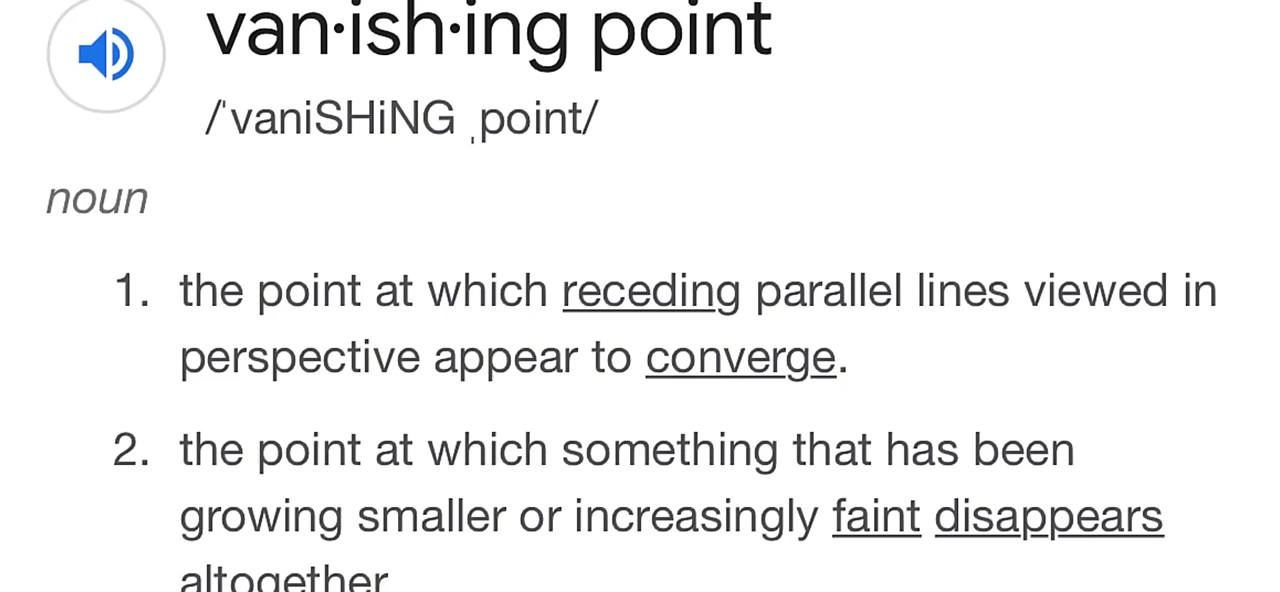 van·ish·ing point
/ˈvaniSHiNG ˌpoint/
noun
1. the point at which receding parallel lines viewed in
perspective appear to converge.
2. the point at which something that has been
growing smaller or increasingly faint disappears
altogether